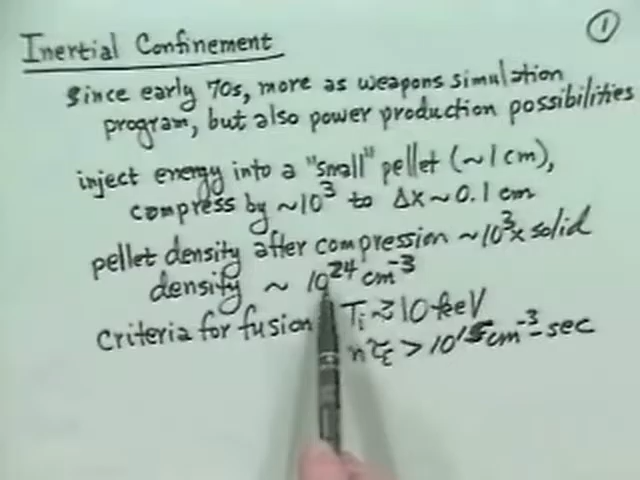 ①
Inertial Confinement
since early 70s, more as weapons simulation
program, but also power production possibilities
inject energy into a "small" pellet (~1 cm),
compress by ~10³ to Δx ~ 0.1 cm
pellet density after compression ~10³x solid
density ~ 10²⁴ cm⁻³
criteria for fusion Tᵢ ≳ 10 keV
nτ_E > 10¹⁵ cm⁻³-sec